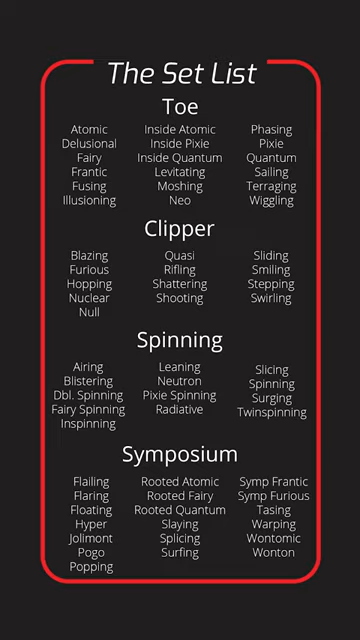 The Set List
Toe
Atomic
Delusional
Fairy
Frantic
Fusing
Illusioning
Inside Atomic
Inside Pixie
Inside Quantum
Levitating
Moshing
Neo
Phasing
Pixie
Quantum
Sailing
Terraging
Wiggling
Clipper
Blazing
Furious
Hopping
Nuclear
Null
Quasi
Rifling
Shattering
Shooting
Sliding
Smiling
Stepping
Swirling
Spinning
Airing
Blistering
Dbl. Spinning
Fairy Spinning
Inspinning
Leaning
Neutron
Pixie Spinning
Radiative
Slicing
Spinning
Surging
Twinspinning
Symposium
Flailing
Flaring
Floating
Hyper
Jolimont
Pogo
Popping
Rooted Atomic
Rooted Fairy
Rooted Quantum
Slaying
Splicing
Surfing
Symp Frantic
Symp Furious
Tasing
Warping
Wontomic
Wonton